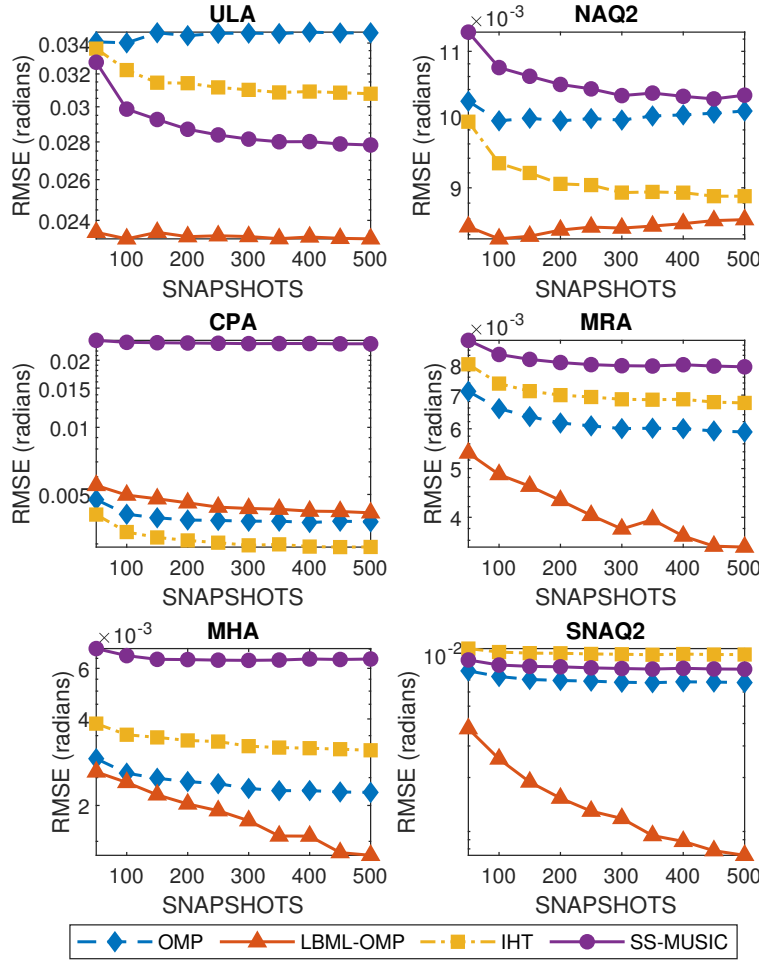 ULA
NAQ2
0.034
0.032
0.03
0.028
0.026
0.024
RMSE (radians)
100 200 300 400 500
SNAPSHOTS
× 10⁻³
11
10
9
RMSE (radians)
100 200 300 400 500
SNAPSHOTS
CPA
MRA
0.02
0.015
0.01
0.005
RMSE (radians)
100 200 300 400 500
SNAPSHOTS
× 10⁻³
8
7
6
5
4
RMSE (radians)
100 200 300 400 500
SNAPSHOTS
MHA
SNAQ2
× 10⁻³
6
4
2
RMSE (radians)
100 200 300 400 500
SNAPSHOTS
10⁻²
RMSE (radians)
100 200 300 400 500
SNAPSHOTS
OMP LBML-OMP IHT SS-MUSIC